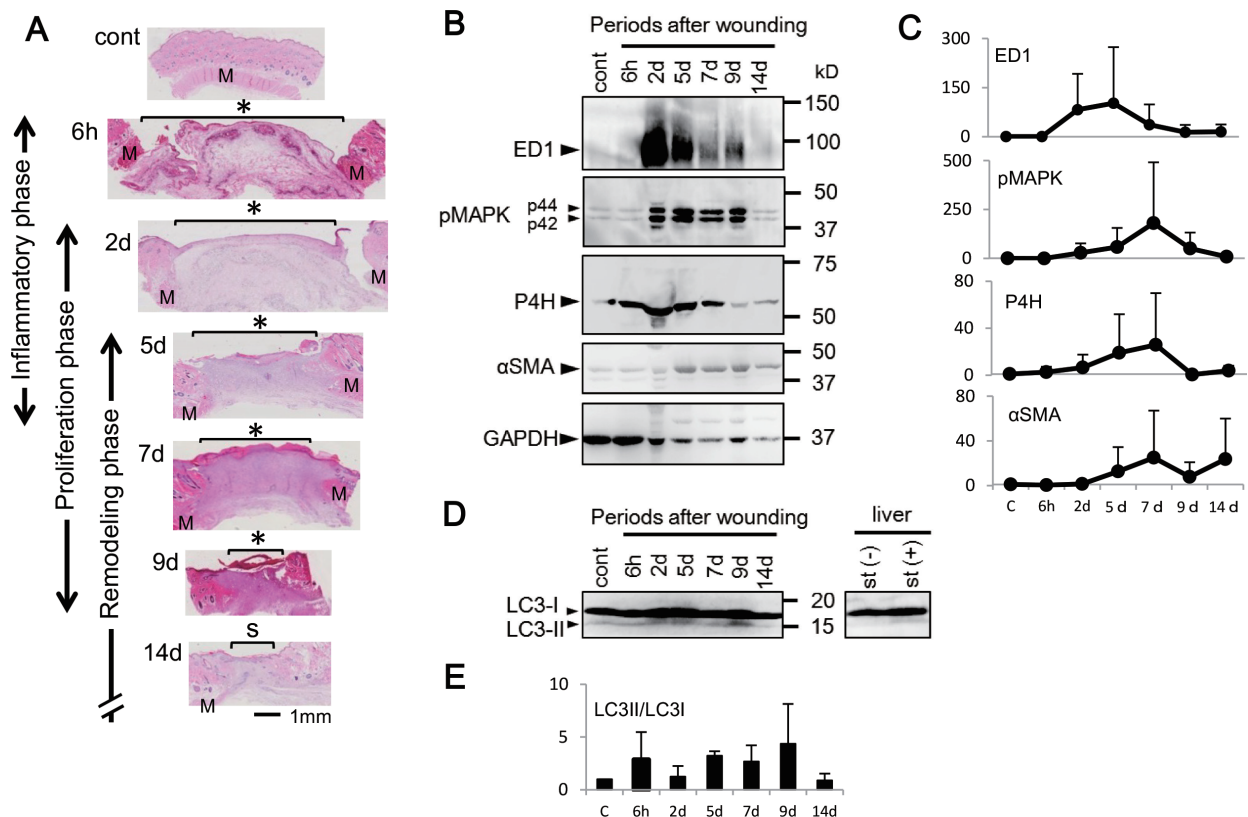 A
cont
M
*
6h
M
M
*
2d
M
M
*
5d
M
M
*
7d
M
M
*
9d
S
14d
M
1mm
Inflammatory phase
Proliferation phase
Remodeling phase
B
Periods after wounding
cont 6h 2d 5d 7d 9d 14d kD
ED1
150
100
pMAPK p44
p42
50
37
P4H
75
50
αSMA
50
37
GAPDH
37
C
ED1
300
150
0
pMAPK
500
250
0
P4H
80
40
0
αSMA
80
40
0
C 6h 2d 5 d 7 d 9 d 14 d
D
Periods after wounding
cont 6h 2d 5d 7d 9d 14d
LC3-I
LC3-II
20
15
liver
st (-) st (+)
E
LC3II/LC3I
10
5
0
C 6h 2d 5d 7d 9d 14d